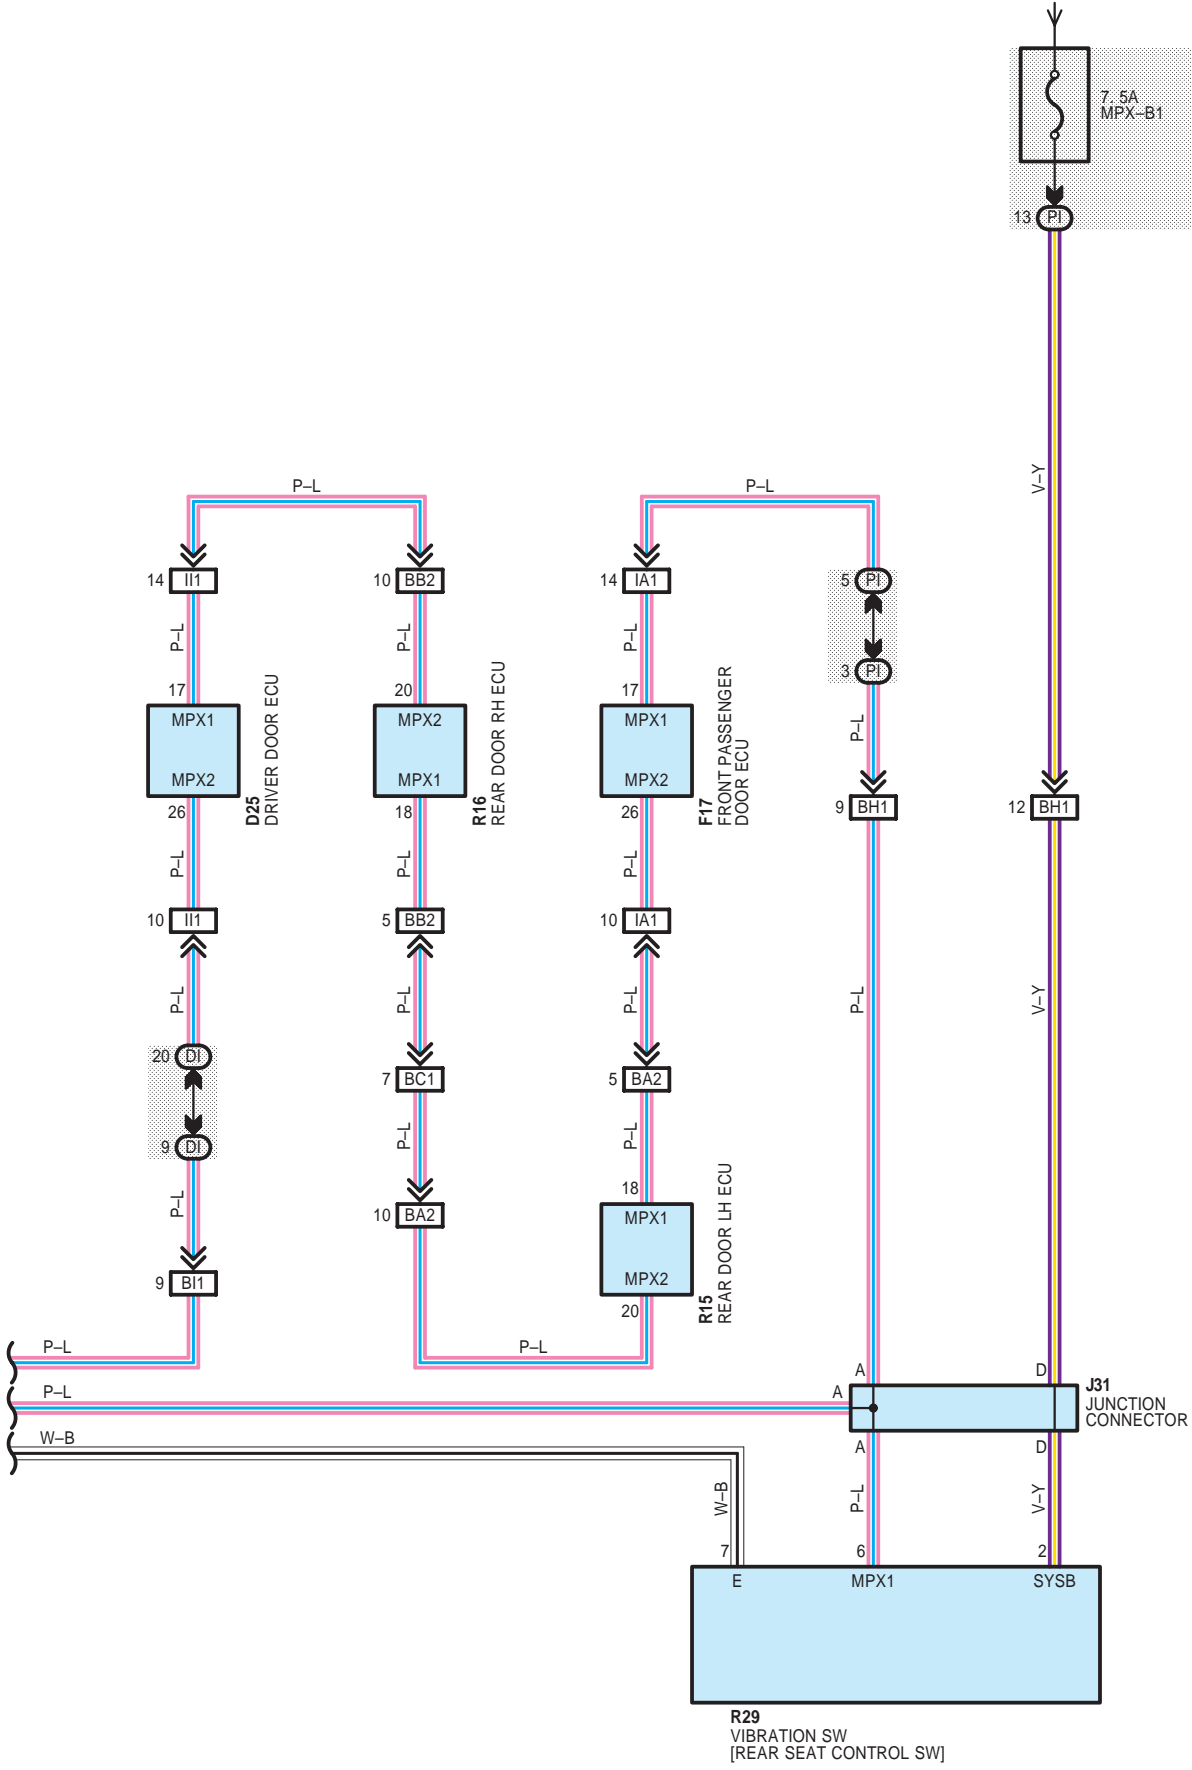 7. 5A
MPX–B1
13 PI
V–Y
P–L
P–L
14 II1
10 BB2
14 IA1
5 PI
P–L
P–L
P–L
3 PI
17
20
17
P–L
MPX1
MPX2
MPX1
MPX2
MPX1
MPX2
D25
DRIVER DOOR ECU
R16
REAR DOOR RH ECU
F17
FRONT PASSENGER
DOOR ECU
9 BH1
12 BH1
26
18
26
P–L
P–L
P–L
10 II1
5 BB2
10 IA1
P–L
P–L
P–L
P–L
V–Y
20 DI
7 BC1
5 BA2
9 DI
P–L
P–L
P–L
18
10 BA2
MPX1
MPX2
R15
REAR DOOR LH ECU
9 BI1
20
P–L
P–L
A
D
P–L
A
J31
JUNCTION
CONNECTOR
W–B
A
D
W–B
P–L
V–Y
7
6
2
E
MPX1
SYSB
R29
VIBRATION SW
[REAR SEAT CONTROL SW]